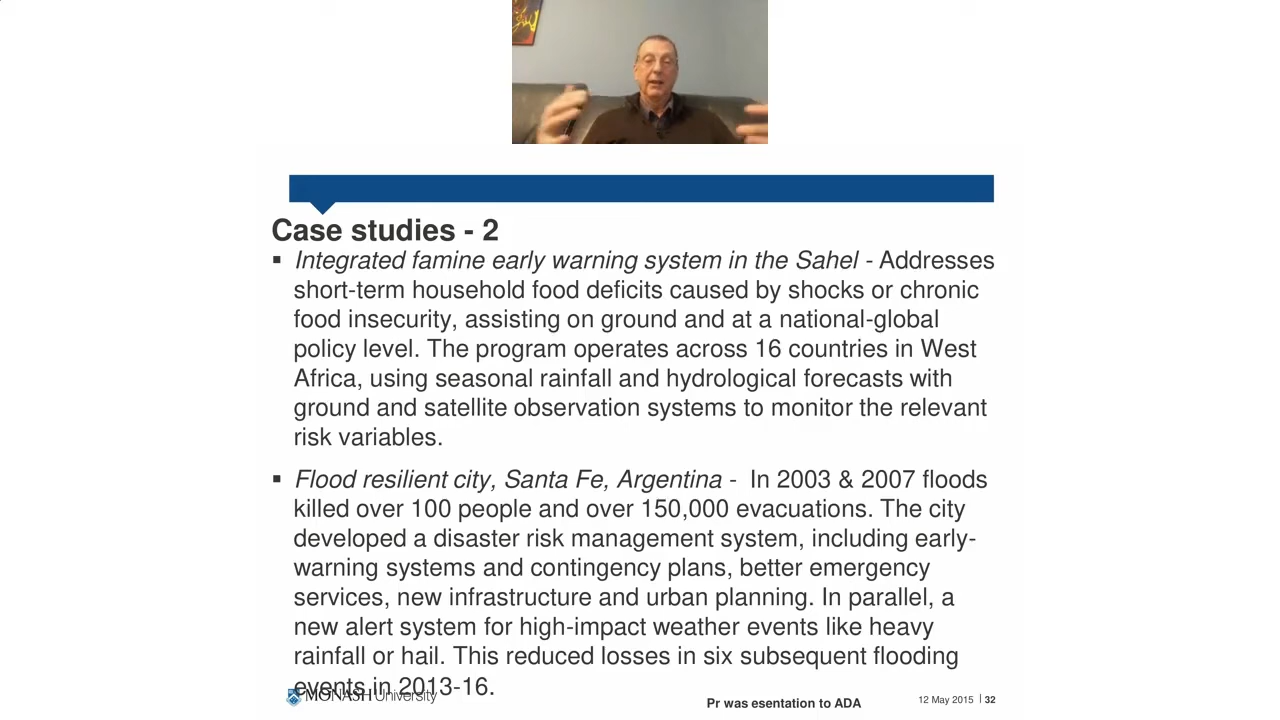 Case studies - 2
▪ Integrated famine early warning system in the Sahel - Addresses
short-term household food deficits caused by shocks or chronic
food insecurity, assisting on ground and at a national-global
policy level. The program operates across 16 countries in West
Africa, using seasonal rainfall and hydrological forecasts with
ground and satellite observation systems to monitor the relevant
risk variables.
▪ Flood resilient city, Santa Fe, Argentina - In 2003 & 2007 floods
killed over 100 people and over 150,000 evacuations. The city
developed a disaster risk management system, including early-
warning systems and contingency plans, better emergency
services, new infrastructure and urban planning. In parallel, a
new alert system for high-impact weather events like heavy
rainfall or hail. This reduced losses in six subsequent flooding
events in 2013-16.
MONASH University
Pr was esentation to ADA
12 May 2015 | 32